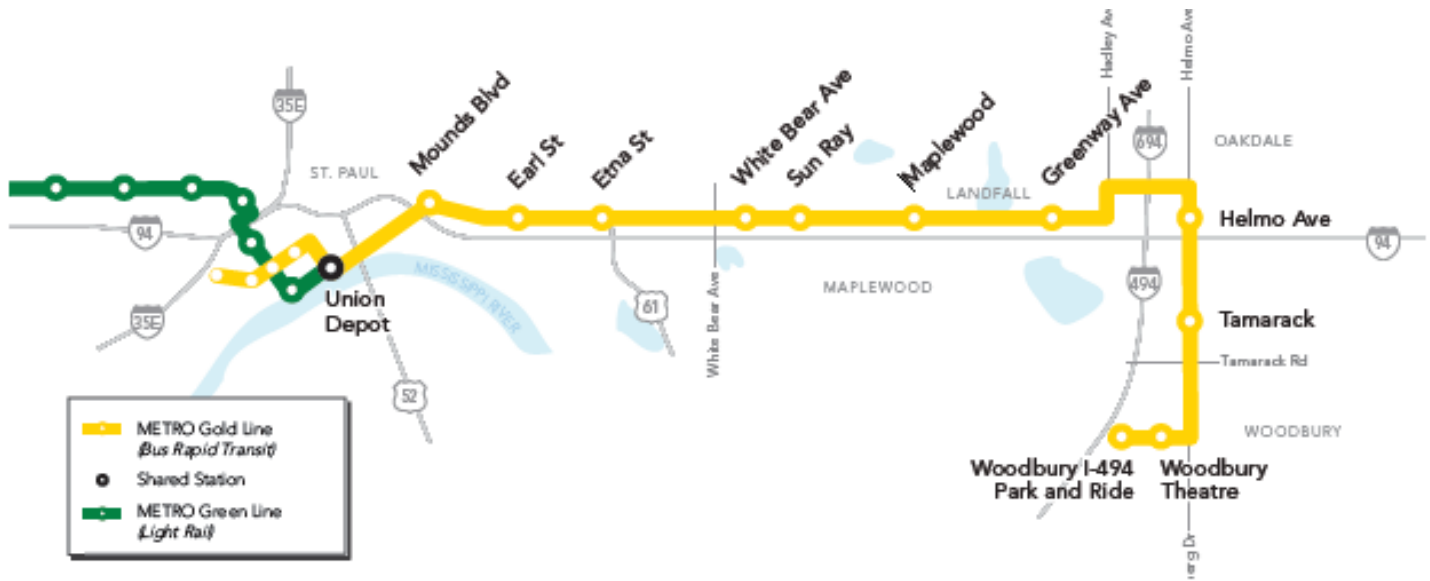 Hadley Av
Helmo Ave
35E
Mounds Blvd
Earl St
Etna St
White Bear Ave
Sun Ray
Maplewood
Greenway Ave
694
OAKDALE
ST. PAUL
LANDFALL
Helmo Ave
94
94
MISSISSIPPI RIVER
Union
Depot
35E
61
White Bear Ave
MAPLEWOOD
494
Tamarack
Tamarack Rd
52
METRO Gold Line
(Bus Rapid Transit)
Shared Station
METRO Green Line
(Light Rail)
WOODBURY
Woodbury I-494
Park and Ride
Woodbury
Theatre
erg Dr